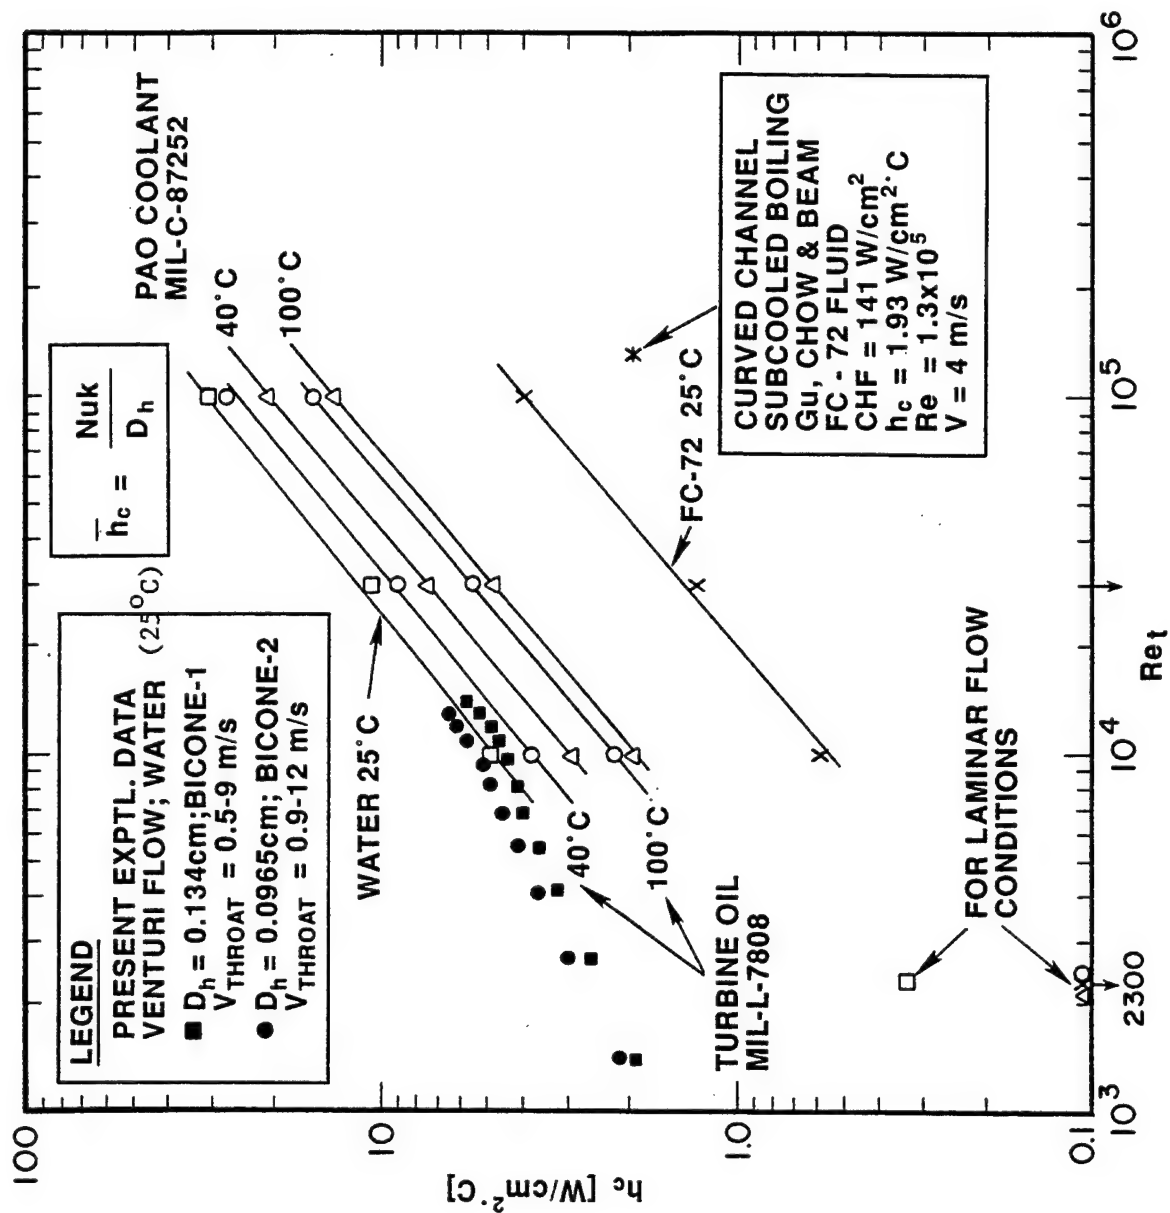 LEGEND
PRESENT EXPTL. DATA
VENTURI FLOW; WATER (25°C)
■ Dh = 0.134cm; BICONE-1
VTHROAT = 0.5-9 m/s
● Dh = 0.0965cm; BICONE-2
VTHROAT = 0.9-12 m/s
h̅c = Nuk / Dh
PAO COOLANT
MIL-C-87252
40°C
100°C
WATER 25°C
40°C
100°C
TURBINE OIL
MIL-L-7808
FC-72 25°C
CURVED CHANNEL
SUBCOOLED BOILING
Gu, CHOW & BEAM
FC - 72 FLUID
CHF = 141 W/cm²
hc = 1.93 W/cm²°C
Re = 1.3x10⁵
V = 4 m/s
FOR LAMINAR FLOW
CONDITIONS
hc [W/cm²°C]
100
10
1.0
0.1
10³
2300
10⁴
10⁵
10⁶
Ret